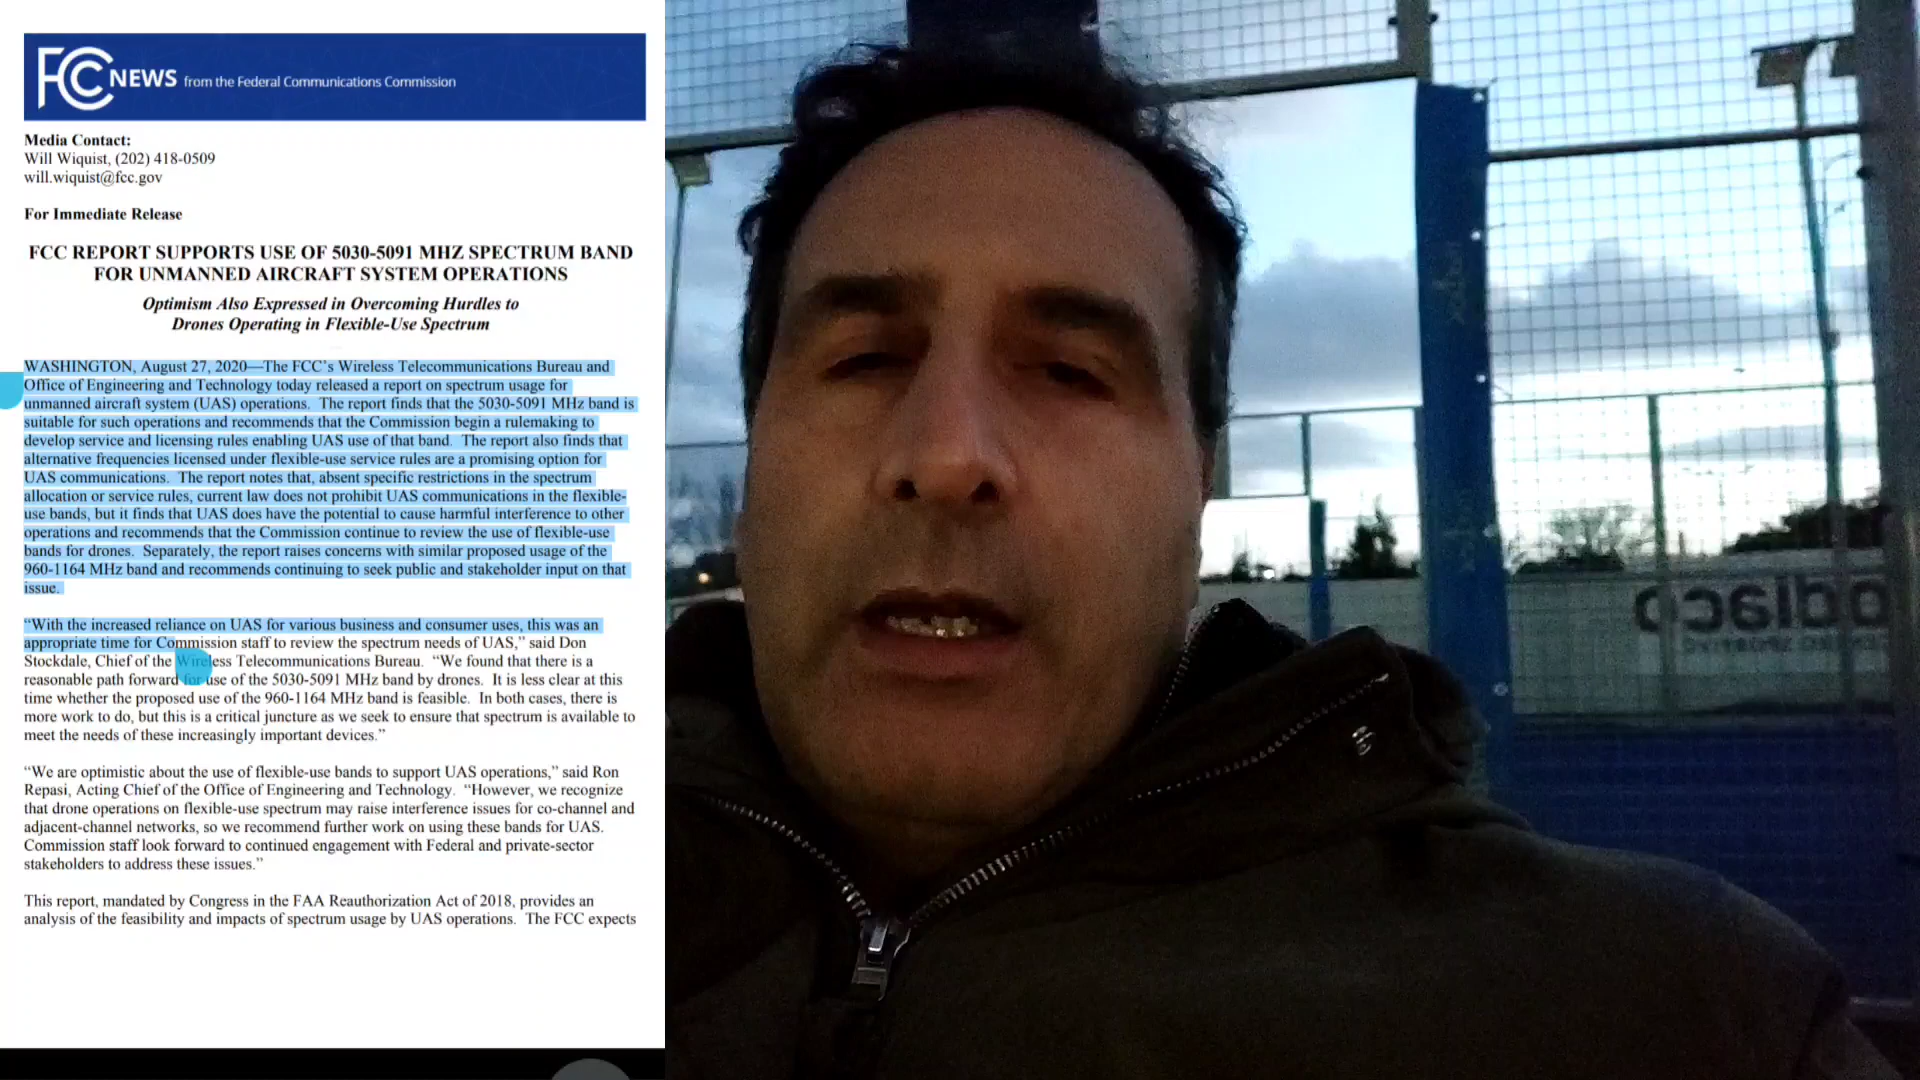 FCC NEWS from the Federal Communications Commission
Media Contact:
Will Wiquist, (202) 418-0509
will.wiquist@fcc.gov
For Immediate Release
FCC REPORT SUPPORTS USE OF 5030-5091 MHZ SPECTRUM BAND
FOR UNMANNED AIRCRAFT SYSTEM OPERATIONS
Optimism Also Expressed in Overcoming Hurdles to
Drones Operating in Flexible-Use Spectrum
WASHINGTON, August 27, 2020—The FCC’s Wireless Telecommunications Bureau and
Office of Engineering and Technology today released a report on spectrum usage for
unmanned aircraft system (UAS) operations.  The report finds that the 5030-5091 MHz band is
suitable for such operations and recommends that the Commission begin a rulemaking to
develop service and licensing rules enabling UAS use of that band.  The report also finds that
alternative frequencies licensed under flexible-use service rules are a promising option for
UAS communications.  The report notes that, absent specific restrictions in the spectrum
allocation or service rules, current law does not prohibit UAS communications in the flexible-
use bands, but it finds that UAS does have the potential to cause harmful interference to other
operations and recommends that the Commission continue to review the use of flexible-use
bands for drones.  Separately, the report raises concerns with similar proposed usage of the
960-1164 MHz band and recommends continuing to seek public and stakeholder input on that
issue.
“With the increased reliance on UAS for various business and consumer uses, this was an
appropriate time for Commission staff to review the spectrum needs of UAS,” said Don
Stockdale, Chief of the Wireless Telecommunications Bureau.  “We found that there is a
reasonable path forward for use of the 5030-5091 MHz band by drones.  It is less clear at this
time whether the proposed use of the 960-1164 MHz band is feasible.  In both cases, there is
more work to do, but this is a critical juncture as we seek to ensure that spectrum is available to
meet the needs of these increasingly important devices.”
“We are optimistic about the use of flexible-use bands to support UAS operations,” said Ron
Repasi, Acting Chief of the Office of Engineering and Technology.  “However, we recognize
that drone operations on flexible-use spectrum may raise interference issues for co-channel and
adjacent-channel networks, so we recommend further work on using these bands for UAS.
Commission staff look forward to continued engagement with Federal and private-sector
stakeholders to address these issues.”
This report, mandated by Congress in the FAA Reauthorization Act of 2018, provides an
analysis of the feasibility and impacts of spectrum usage by UAS operations.  The FCC expects
odiaco